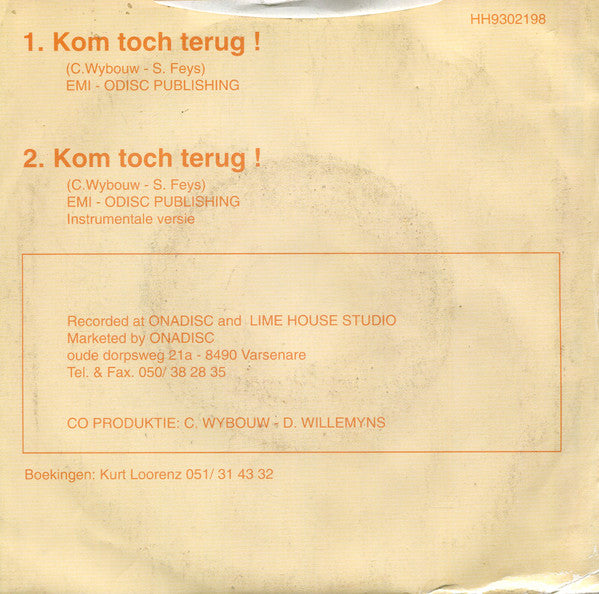 HH9302198
1. Kom toch terug !
(C.Wybouw - S. Feys)
EMI - ODISC PUBLISHING
2. Kom toch terug !
(C.Wybouw - S. Feys)
EMI - ODISC PUBLISHING
Instrumentale versie
Recorded at ONADISC and LIME HOUSE STUDIO
Marketed by ONADISC
oude dorpsweg 21a - 8490 Varsenare
Tel. & Fax. 050/ 38 28 35
CO PRODUKTIE: C. WYBOUW - D. WILLEMYNS
Boekingen: Kurt Loorenz 051/ 31 43 32